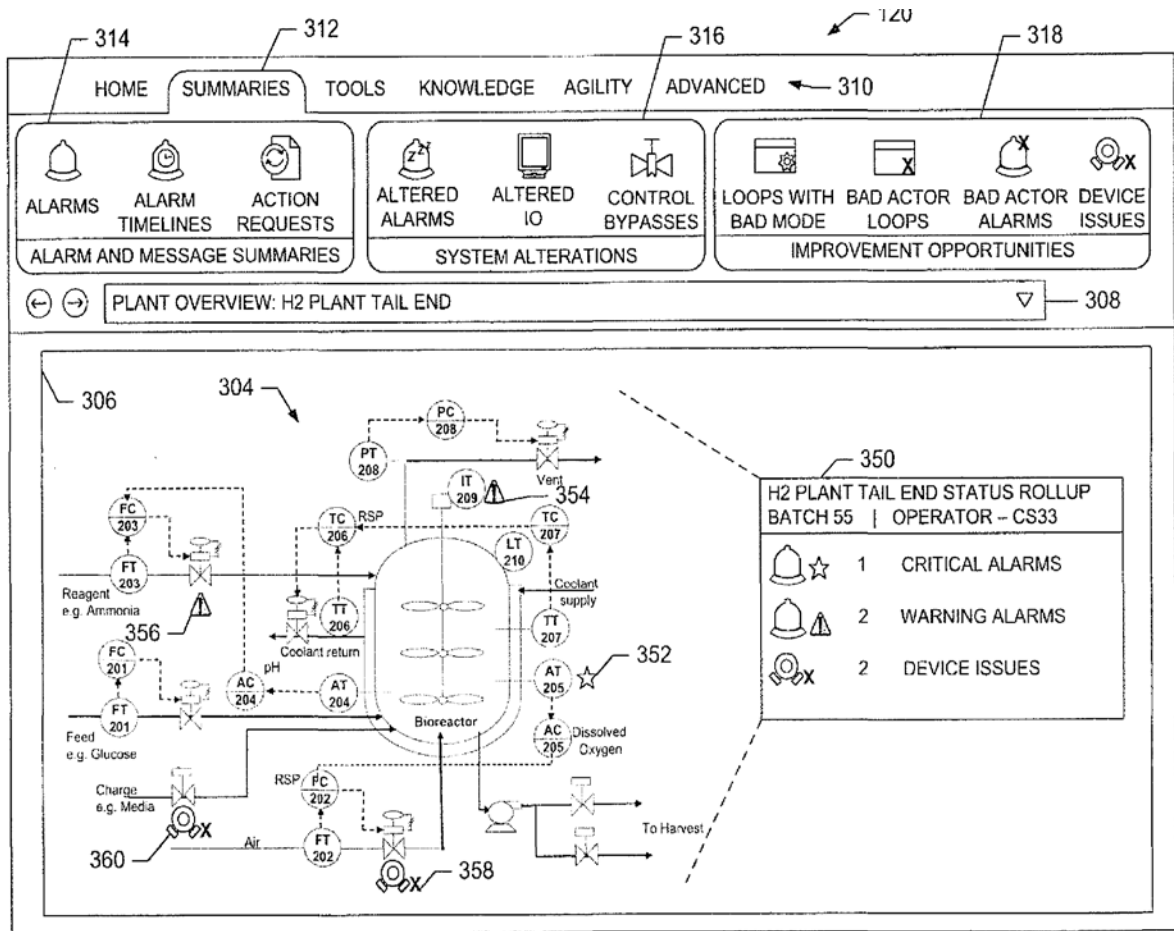 120
314
312
316
318
HOME SUMMARIES TOOLS KNOWLEDGE AGILITY ADVANCED
310
ALARMS
ALARM
TIMELINES
ACTION
REQUESTS
ALARM AND MESSAGE SUMMARIES
zzz
ALTERED
ALARMS
ALTERED
IO
CONTROL
BYPASSES
SYSTEM ALTERATIONS
X
LOOPS WITH
BAD MODE
X
BAD ACTOR
LOOPS
BAD ACTOR
ALARMS
X
DEVICE
ISSUES
IMPROVEMENT OPPORTUNITIES
PLANT OVERVIEW: H2 PLANT TAIL END
308
306
304
PC
208
PT
208
Vent
IT
209
354
FC
203
TC
206
RSP
TC
207
LT
210
FT
203
Reagent
e.g. Ammonia
356
TT
206
Coolant
supply
TT
207
Coolant return
FC
201
pH
AC
204
AT
204
AT
205
352
FT
201
Feed
e.g. Glucose
Bioreactor
AC
205
Dissolved
Oxygen
Charge
e.g. Media
RSP
FC
202
X
360
Air
FT
202
X
358
To Harvest
350
H2 PLANT TAIL END STATUS ROLLUP
BATCH 55 | OPERATOR – CS33
1 CRITICAL ALARMS
2 WARNING ALARMS
X 2 DEVICE ISSUES